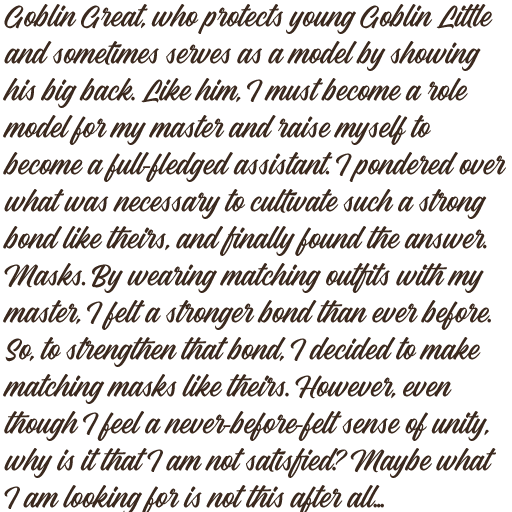 Goblin Great, who protects young Goblin Little
and sometimes serves as a model by showing
his big back. Like him, I must become a role
model for my master and raise myself to
become a full-fledged assistant. I pondered over
what was necessary to cultivate such a strong
bond like theirs, and finally found the answer.
Masks. By wearing matching outfits with my
master, I felt a stronger bond than ever before.
So, to strengthen that bond, I decided to make
matching masks like theirs. However, even
though I feel a never-before-felt sense of unity,
why is it that I am not satisfied? Maybe what
I am looking for is not this after all...